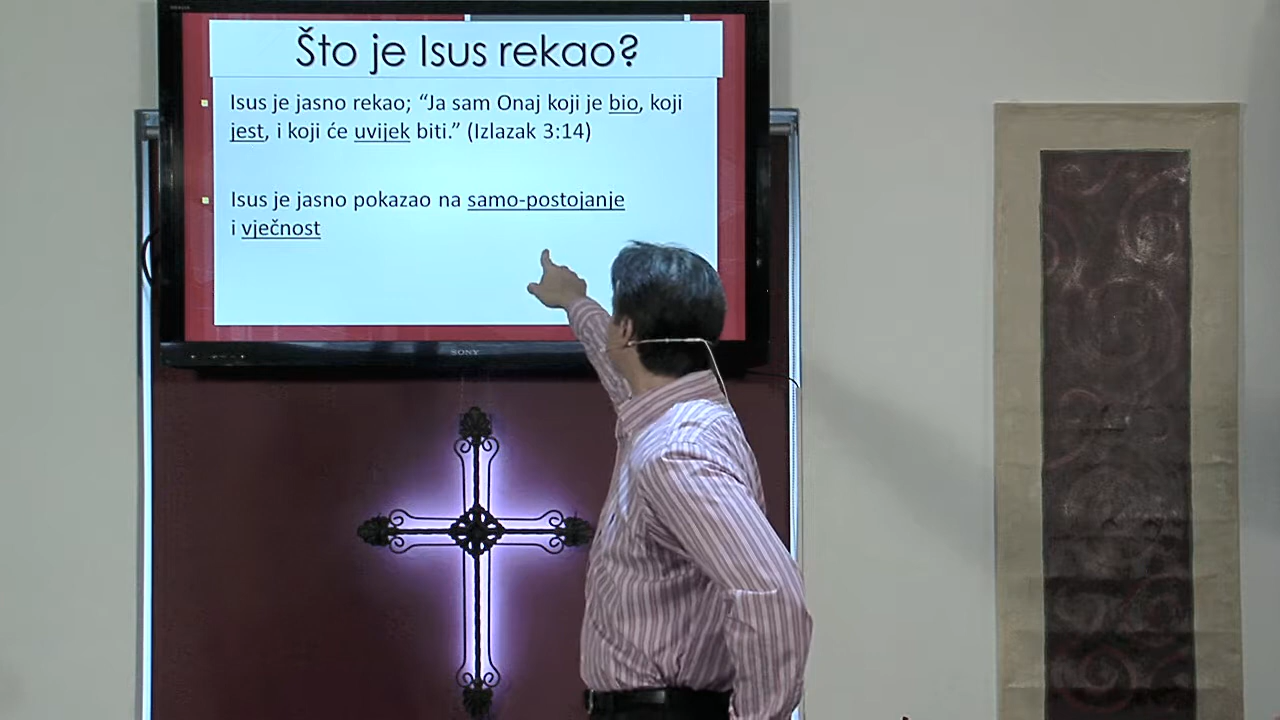 Što je Isus rekao?
Isus je jasno rekao; “Ja sam Onaj koji je bio, koji
jest, i koji će uvijek biti.” (Izlazak 3:14)
Isus je jasno pokazao na samo-postojanje
i vječnost
SONY